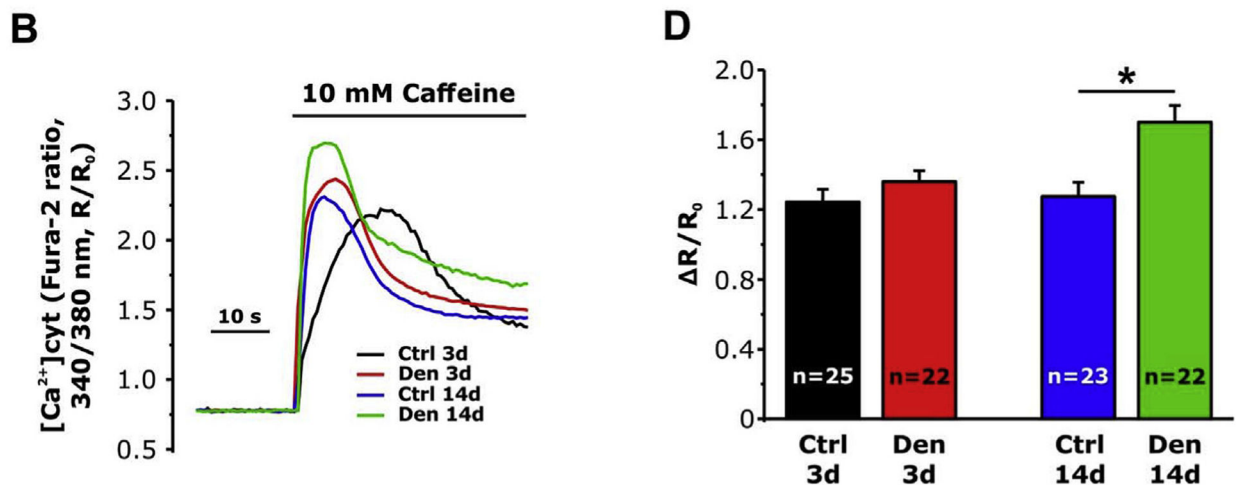 B
10 mM Caffeine
[Ca²⁺]cyt (Fura-2 ratio,
340/380 nm, R/R₀)
3.0
2.5
2.0
1.5
1.0
0.5
10 s
Ctrl 3d
Den 3d
Ctrl 14d
Den 14d
D
ΔR/R₀
2.0
1.6
1.2
0.8
0.4
0
*
n=25
n=22
n=23
n=22
Ctrl
3d
Den
3d
Ctrl
14d
Den
14d